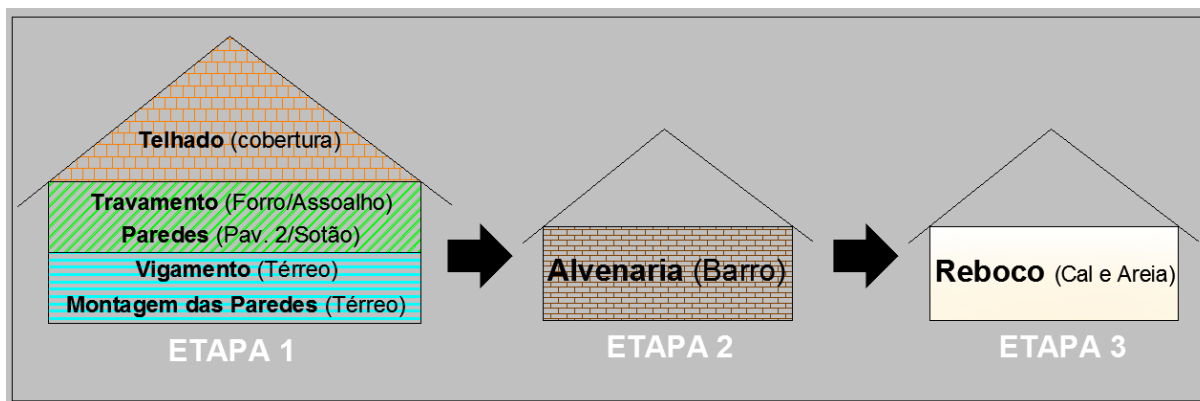 Telhado (cobertura)
Travamento (Forro/Assoalho)
Paredes (Pav. 2/Sotão)
Vigamento (Térreo)
Montagem das Paredes (Térreo)
ETAPA 1
Alvenaria (Barro)
ETAPA 2
Reboco (Cal e Areia)
ETAPA 3